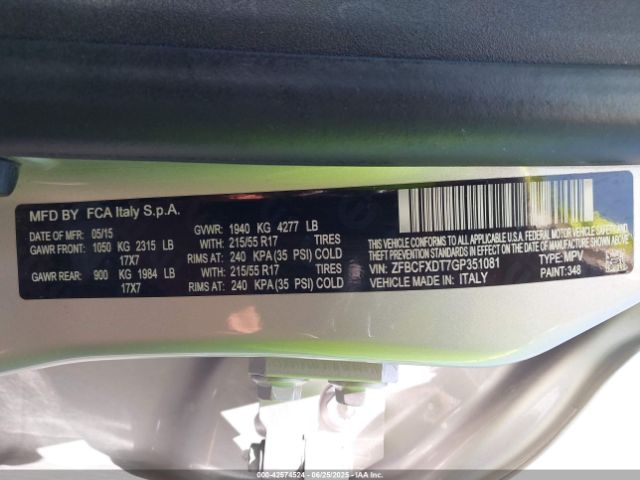 MFD BY FCA Italy S.p.A.
DATE OF MFR: 05/15 GVWR: 1940 KG 4277 LB
GAWR FRONT: 1050 KG 2315 LB WITH: 215/55 R17 TIRES
17X7 RIMS AT: 240 KPA (35 PSI) COLD
GAWR REAR: 900 KG 1984 LB WITH: 215/55 R17 TIRES
17X7 RIMS AT: 240 KPA(35 PSI) COLD
THIS VEHICLE CONFORMS TO ALL APPLICABLE
FEDERAL MOTOR VEHICLE SAFETY AND
THEFT PREVENTION STANDARDS IN EFFECT ON THE DATE OF MANUFACTURE SHOWN ABOVE
VIN: ZFBCFXDT7GP351081 TYPE: MPV
VEHICLE MADE IN: ITALY PAINT: 348
000-42574524 - 06/25/2025 - IAAI, Inc.